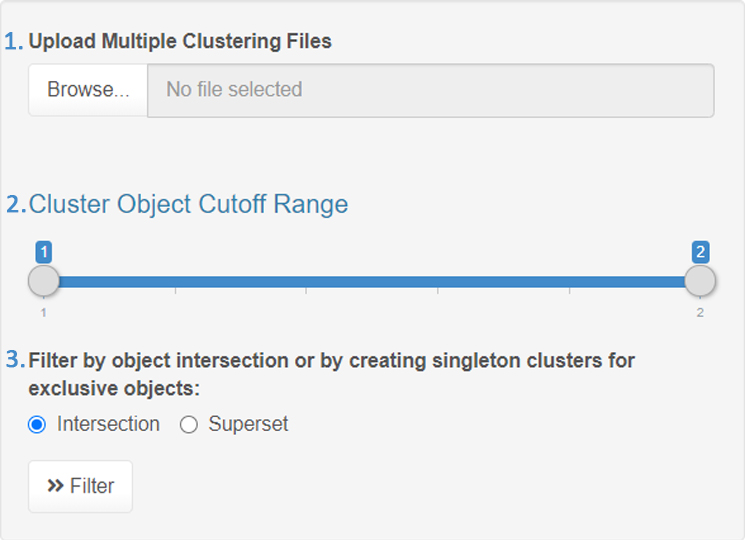 1. Upload Multiple Clustering Files
Browse... No file selected
2. Cluster Object Cutoff Range
1 2
1 2
3. Filter by object intersection or by creating singleton clusters for
exclusive objects:
Intersection Superset
» Filter